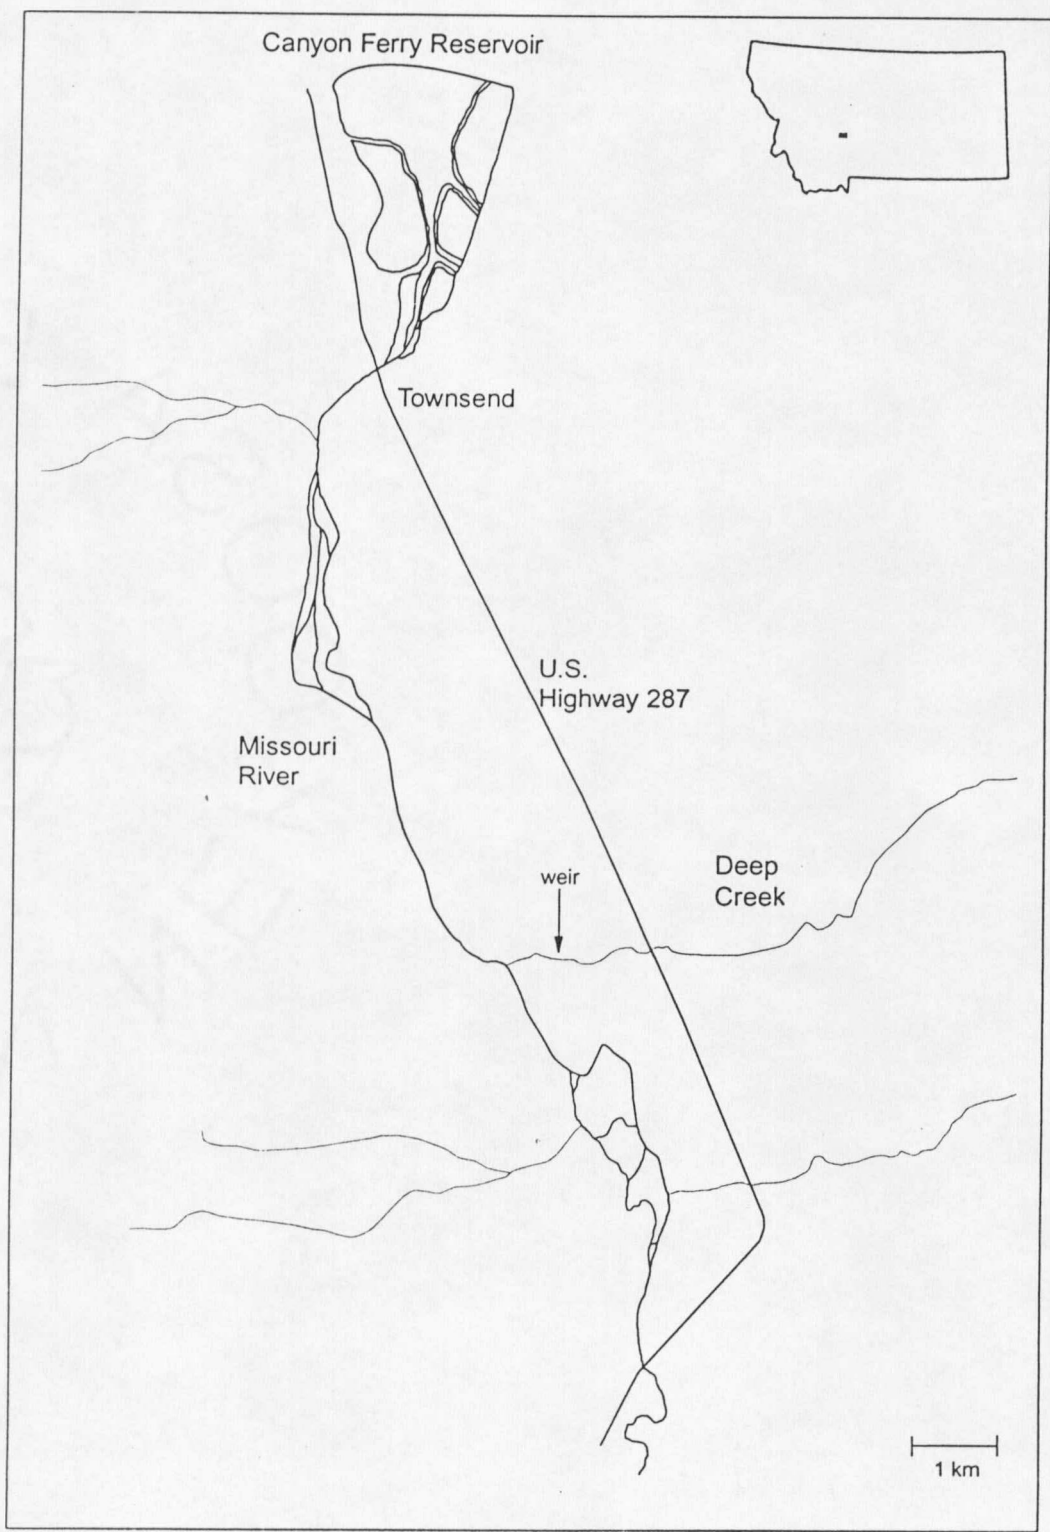 Canyon Ferry Reservoir
Townsend
U.S.
Highway 287
Missouri
River
Deep
Creek
weir
1 km